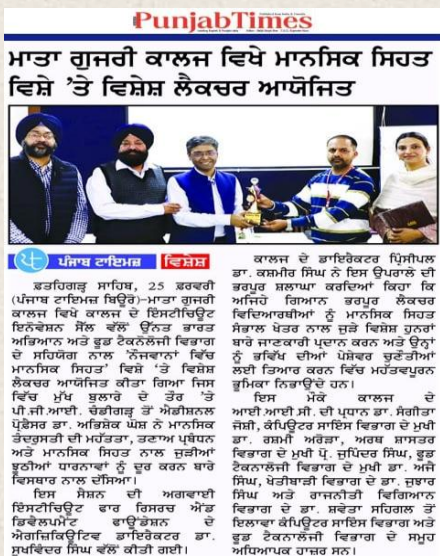 PunjabTimes
ਮਾਤਾ ਗੁਜਰੀ ਕਾਲਜ ਵਿਖੇ ਮਾਨਸਿਕ ਸਿਹਤ
ਵਿਸ਼ੇ ’ਤੇ ਵਿਸ਼ੇਸ਼ ਲੈਕਚਰ ਆਯੋਜਿਤ
ਪੰਜਾਬ ਟਾਇਮਜ਼ ਵਿਸ਼ੇਸ਼
ਫ਼ਤਹਿਗੜ੍ਹ ਸਾਹਿਬ, 25 ਫ਼ਰਵਰੀ
(ਪੰਜਾਬ ਟਾਇਮਜ਼ ਬਿਊਰੋ)–ਮਾਤਾ ਗੁਜਰੀ
ਕਾਲਜ ਵਿਖੇ ਕਾਲਜ ਦੇ ਇੰਸਟੀਚਿਊਟ
ਇਨੋਵੇਸ਼ਨ ਸੈੱਲ ਵੱਲੋਂ ਉੱਨਤ ਭਾਰਤ
ਅਭਿਆਨ ਅਤੇ ਫੂਡ ਟੈਕਨੋਲੋਜੀ ਵਿਭਾਗ
ਦੇ ਸਹਿਯੋਗ ਨਾਲ ‘ਨੌਜਵਾਨਾਂ ਵਿੱਚ
ਮਾਨਸਿਕ ਸਿਹਤ’ ਵਿਸ਼ੇ ’ਤੇ ਵਿਸ਼ੇਸ਼
ਲੈਕਚਰ ਆਯੋਜਿਤ ਕੀਤਾ ਗਿਆ ਜਿਸ
ਵਿੱਚ ਮੁੱਖ ਬੁਲਾਰੇ ਦੇ ਤੌਰ ’ਤੇ
ਪੀ.ਜੀ.ਆਈ. ਚੰਡੀਗੜ੍ਹ ਤੋਂ ਐਡੀਸ਼ਨਲ
ਪ੍ਰੋਫੈਸਰ ਡਾ. ਅਭਿਸ਼ੇਕ ਘੋਸ਼ ਨੇ ਮਾਨਸਿਕ
ਤੰਦਰੁਸਤੀ ਦੀ ਮਹੱਤਤਾ, ਤਣਾਅ ਪ੍ਰਬੰਧਨ
ਅਤੇ ਮਾਨਸਿਕ ਸਿਹਤ ਨਾਲ ਜੁੜੀਆਂ
ਝੂਠੀਆਂ ਧਾਰਨਾਵਾਂ ਨੂੰ ਦੂਰ ਕਰਨ ਬਾਰੇ
ਵਿਸਥਾਰ ਨਾਲ ਦੱਸਿਆ।
ਇਸ ਸੈਸ਼ਨ ਦੀ ਅਗਵਾਈ
ਇੰਸਟੀਚਿਊਟ ਫਾਰ ਰਿਸਰਚ ਐਂਡ
ਡਿਵੈਲਪਮੈਂਟ ਫਾਊਂਡੇਸ਼ਨ ਦੇ
ਐਗਜ਼ਿਕਿਊਟਿਵ ਡਾਇਰੈਕਟਰ ਡਾ.
ਸੁਖਵਿੰਦਰ ਸਿੰਘ ਵੱਲੋਂ ਕੀਤੀ ਗਈ।
ਕਾਲਜ ਦੇ ਡਾਇਰੈਕਟਰ ਪ੍ਰਿੰਸੀਪਲ
ਡਾ. ਕਸ਼ਮੀਰ ਸਿੰਘ ਨੇ ਇਸ ਉਪਰਾਲੇ ਦੀ
ਭਰਪੂਰ ਸ਼ਲਾਘਾ ਕਰਦਿਆਂ ਕਿਹਾ ਕਿ
ਅਜਿਹੇ ਗਿਆਨ ਭਰਪੂਰ ਲੈਕਚਰ
ਵਿਦਿਆਰਥੀਆਂ ਨੂੰ ਮਾਨਸਿਕ ਸਿਹਤ
ਸੰਭਾਲ ਖੇਤਰ ਨਾਲ ਜੁੜੇ ਵਿਸ਼ੇਸ਼ ਹੁਨਰਾਂ
ਬਾਰੇ ਜਾਣਕਾਰੀ ਪ੍ਰਦਾਨ ਕਰਨ ਅਤੇ ਉਨ੍ਹਾਂ
ਨੂੰ ਭਵਿੱਖ ਦੀਆਂ ਪੇਸ਼ੇਵਰ ਚੁਣੌਤੀਆਂ
ਲਈ ਤਿਆਰ ਕਰਨ ਵਿੱਚ ਮਹੱਤਵਪੂਰਨ
ਭੂਮਿਕਾ ਨਿਭਾਉਂਦੇ ਹਨ।
ਇਸ ਮੌਕੇ ਕਾਲਜ ਦੇ
ਆਈ.ਆਈ.ਸੀ. ਦੀ ਪ੍ਰਧਾਨ ਡਾ. ਸੰਗੀਤਾ
ਜੋਸ਼ੀ, ਕੰਪਿਊਟਰ ਸਾਇੰਸ ਵਿਭਾਗ ਦੇ ਮੁਖੀ
ਡਾ. ਰਸ਼ਮੀ ਅਰੋੜਾ, ਅਰਥ ਸ਼ਾਸਤਰ
ਵਿਭਾਗ ਦੇ ਮੁਖੀ ਪ੍ਰੋ. ਰੁਪਿੰਦਰ ਸਿੰਘ, ਫੂਡ
ਟੈਕਨਾਲੋਜੀ ਵਿਭਾਗ ਦੇ ਮੁਖੀ ਡਾ. ਅਜੈ
ਸਿੰਘ, ਖੇਤੀਬਾੜੀ ਵਿਭਾਗ ਦੇ ਡਾ. ਜੁਝਾਰ
ਸਿੰਘ ਅਤੇ ਰਾਜਨੀਤੀ ਵਿਗਿਆਨ
ਵਿਭਾਗ ਦੇ ਡਾ. ਸ਼ਵੇਤਾ ਸਹਿਗਲ ਤੋਂ
ਇਲਾਵਾ ਕੰਪਿਊਟਰ ਸਾਇੰਸ ਵਿਭਾਗ ਅਤੇ
ਫੂਡ ਟੈਕਨਾਲੋਜੀ ਵਿਭਾਗ ਦੇ ਸਮੂਹ
ਅਧਿਆਪਕ ਹਾਜ਼ਰ ਸਨ।